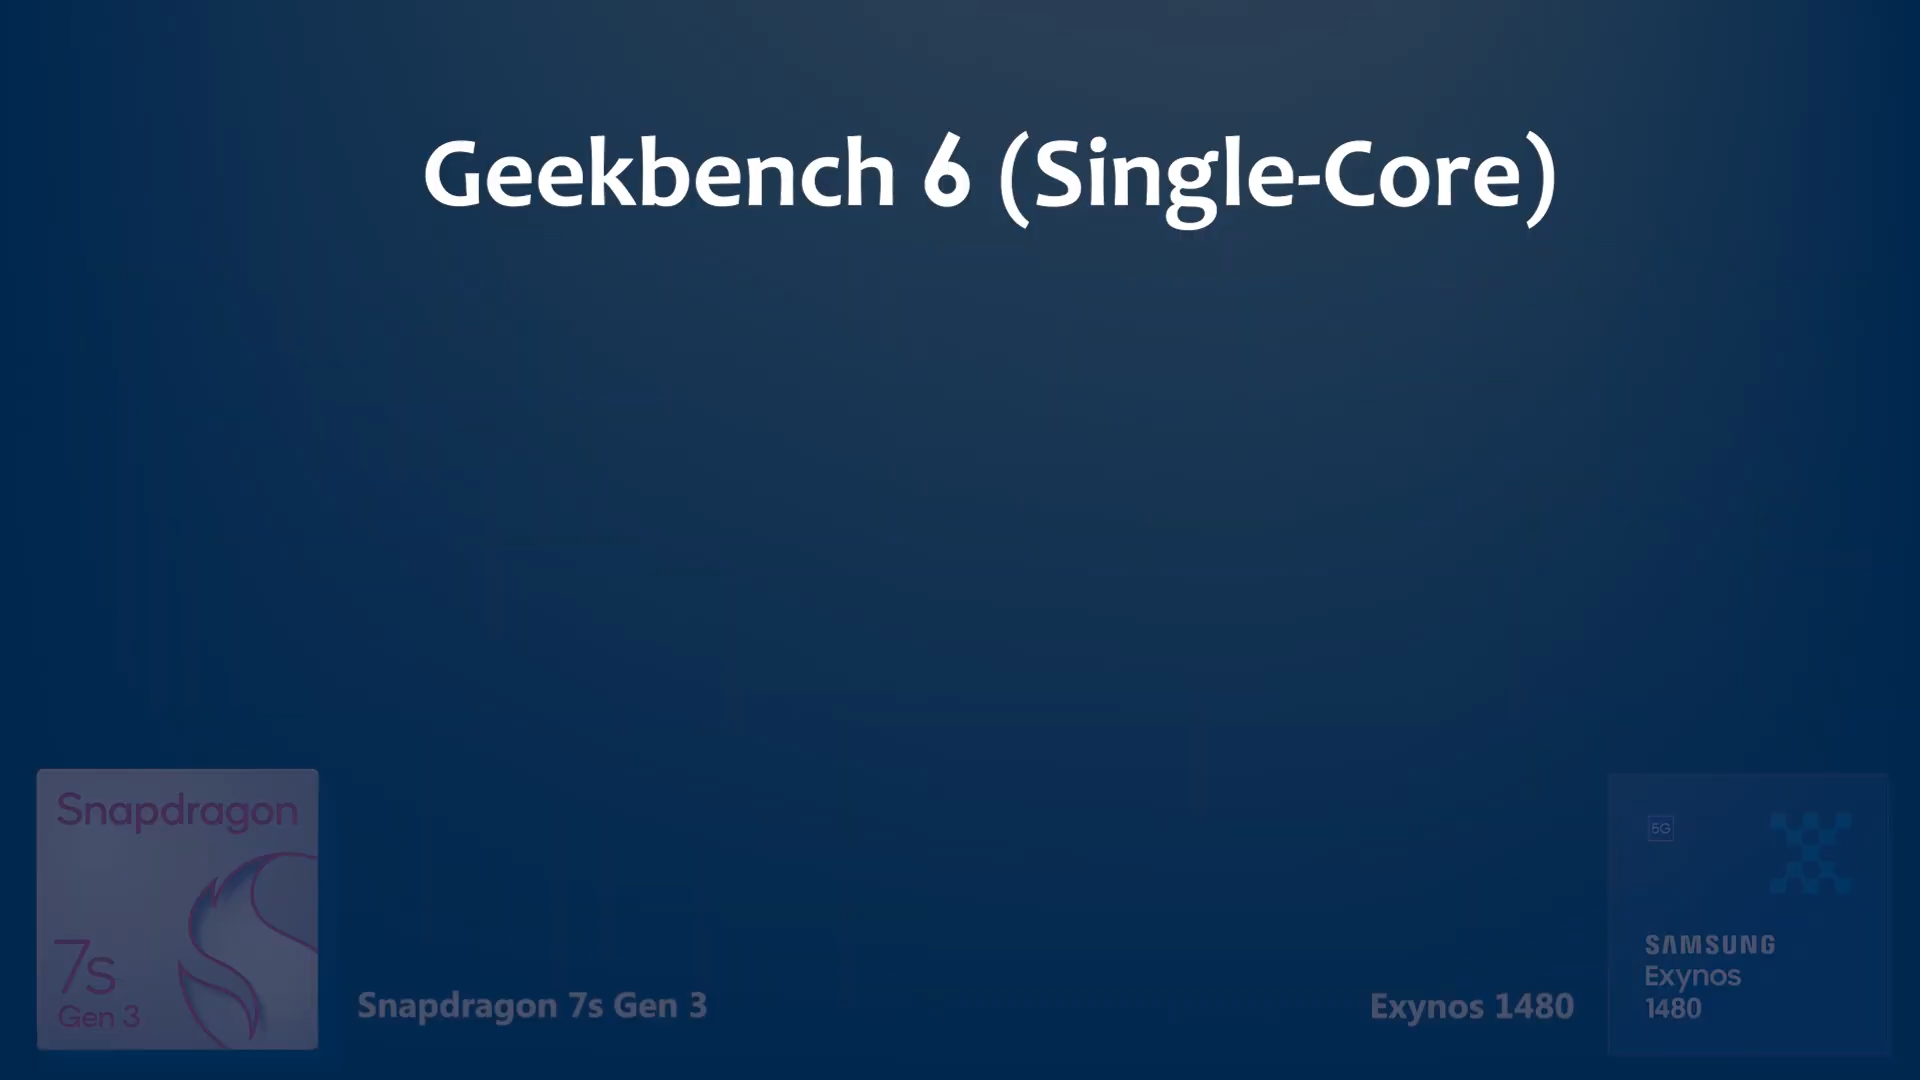 Geekbench 6 (Single-Core)
Snapdragon
7s
Gen 3
Snapdragon 7s Gen 3
Exynos 1480
5G
SAMSUNG
Exynos
1480